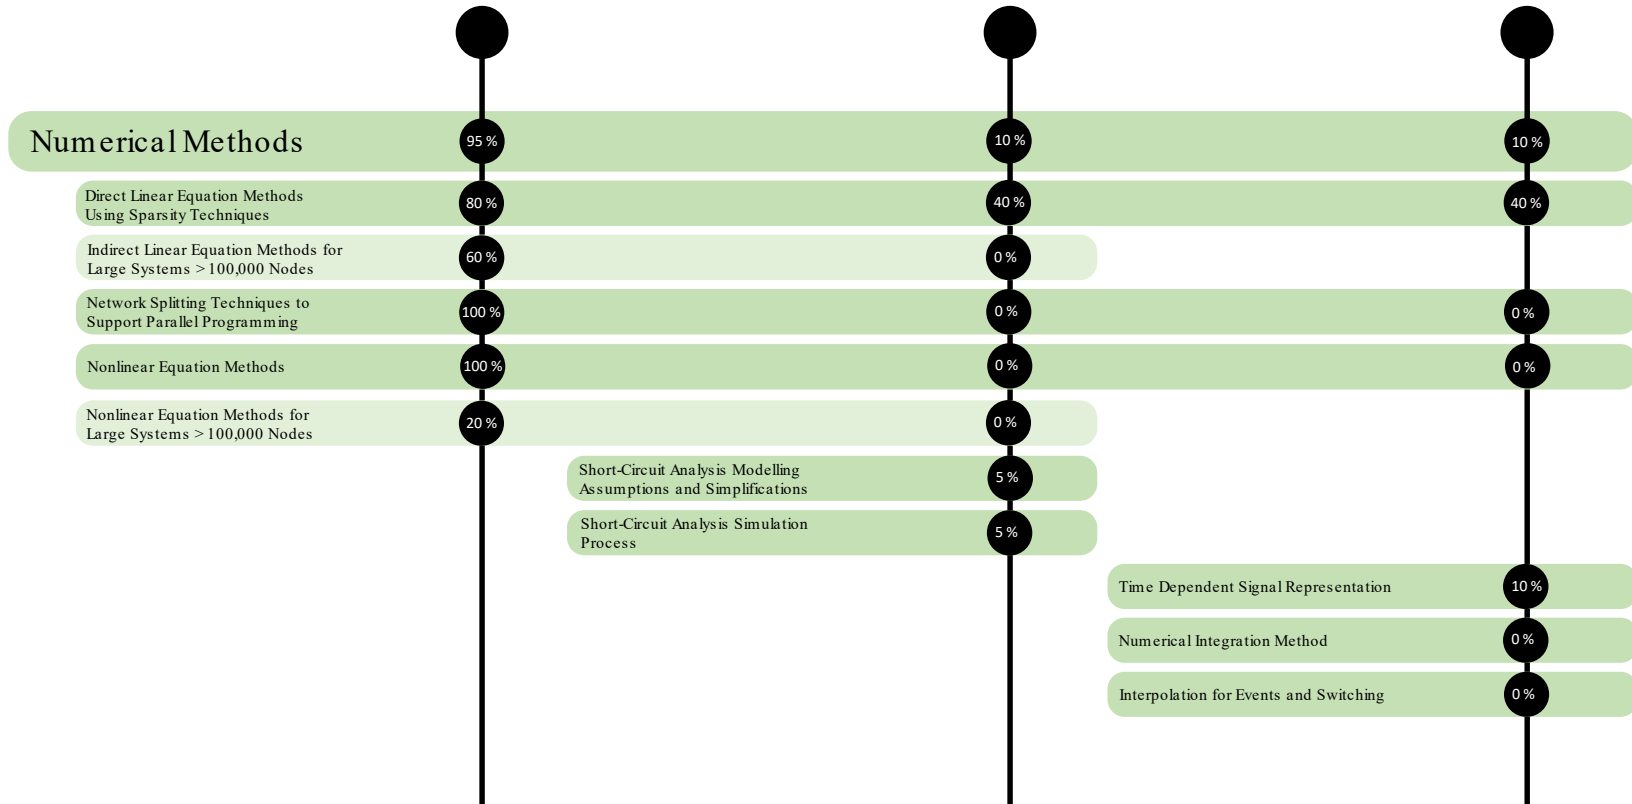 Numerical Methods
95 %
10 %
10 %
Direct Linear Equation Methods
Using Sparsity Techniques
80 %
40 %
40 %
Indirect Linear Equation Methods for
Large Systems > 100,000 Nodes
60 %
0 %
Network Splitting Techniques to
Support Parallel Programming
100 %
0 %
0 %
Nonlinear Equation Methods
100 %
0 %
0 %
Nonlinear Equation Methods for
Large Systems > 100,000 Nodes
20 %
0 %
Short-Circuit Analysis Modelling
Assumptions and Simplifications
5 %
Short-Circuit Analysis Simulation
Process
5 %
Time Dependent Signal Representation
10 %
Numerical Integration Method
0 %
Interpolation for Events and Switching
0 %